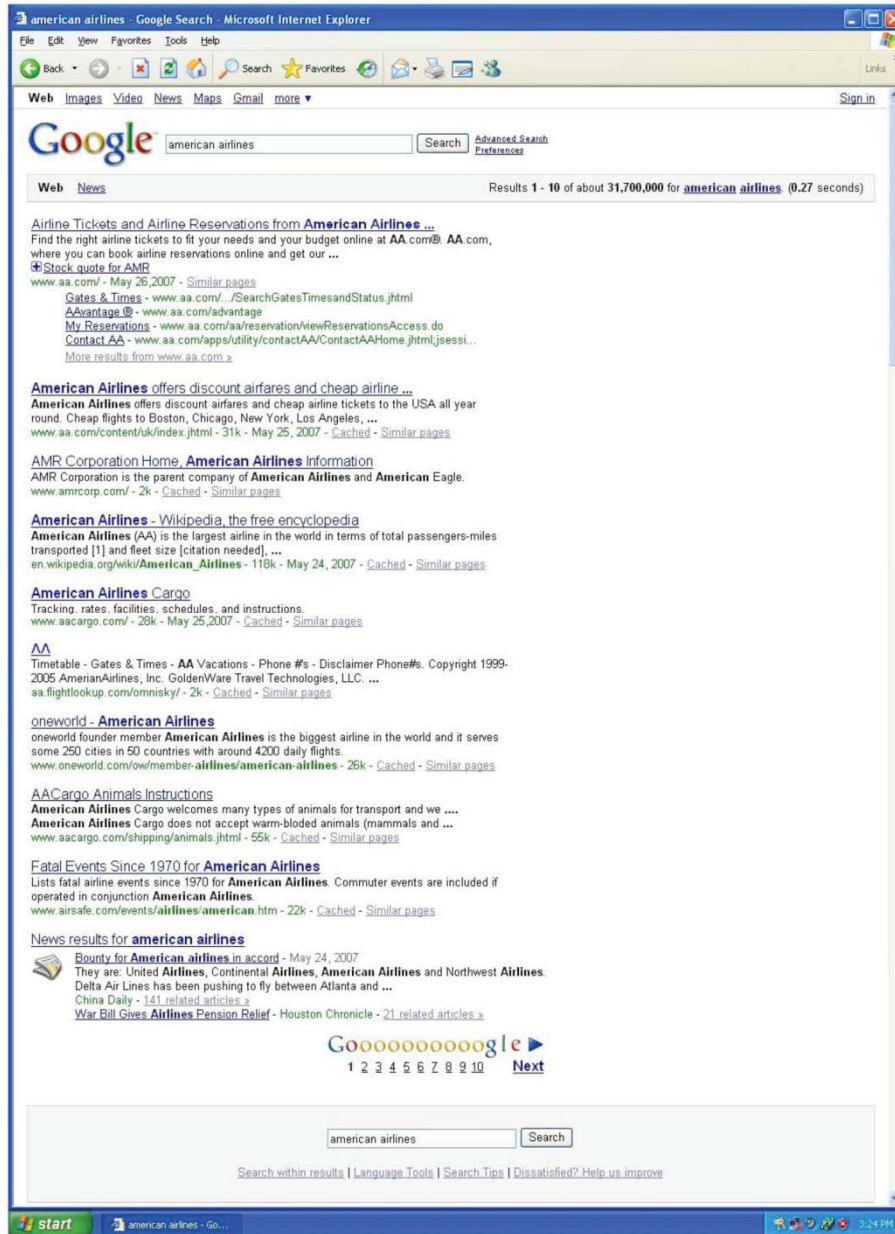 american airlines - Google Search - Microsoft Internet Explorer
File Edit View Favorites Tools Help
Back Search Favorites Links
Web Images Video News Maps Gmail more ▼ Sign in
Google american airlines Search Advanced Search
Preferences
Web News Results 1 - 10 of about 31,700,000 for american airlines. (0.27 seconds)
Airline Tickets and Airline Reservations from American Airlines ...
Find the right airline tickets to fit your needs and your budget online at AA.com®. AA.com,
where you can book airline reservations online and get our ...
Stock quote for AMR
www.aa.com/ - May 26,2007 - Similar pages
Gates & Times - www.aa.com/.../SearchGatesTimesandStatus.jhtml
AAvantage ® - www.aa.com/advantage
My Reservations - www.aa.com/aa/reservation/viewReservationsAccess.do
Contact AA - www.aa.com/apps/utility/contactAA/ContactAAHome.jhtml;jsessi...
More results from www.aa.com »
American Airlines offers discount airfares and cheap airline ...
American Airlines offers discount airfares and cheap airline tickets to the USA all year
round. Cheap flights to Boston, Chicago, New York, Los Angeles, ...
www.aa.com/content/uk/index.jhtml - 31k - May 25, 2007 - Cached - Similar pages
AMR Corporation Home, American Airlines Information
AMR Corporation is the parent company of American Airlines and American Eagle.
www.amrcorp.com/ - 2k - Cached - Similar pages
American Airlines - Wikipedia, the free encyclopedia
American Airlines (AA) is the largest airline in the world in terms of total passengers-miles
transported [1] and fleet size [citation needed], ...
en.wikipedia.org/wiki/American_Airlines - 118k - May 24, 2007 - Cached - Similar pages
American Airlines Cargo
Tracking, rates, facilities, schedules, and instructions.
www.aacargo.com/ - 28k - May 25,2007 - Cached - Similar pages
AA
Timetable - Gates & Times - AA Vacations - Phone #'s - Disclaimer Phone#s. Copyright 1999-
2005 AmerianAirlines, Inc. GoldenWare Travel Technologies, LLC. ...
aa.flightlookup.com/omnisky/ - 2k - Cached - Similar pages
oneworld - American Airlines
oneworld founder member American Airlines is the biggest airline in the world and it serves
some 250 cities in 50 countries with around 4200 daily flights.
www.oneworld.com/ow/member-airlines/american-airlines - 26k - Cached - Similar pages
AACargo Animals Instructions
American Airlines Cargo welcomes many types of animals for transport and we ....
American Airlines Cargo does not accept warm-bloded animals (mammals and ...
www.aacargo.com/shipping/animals.jhtml - 55k - Cached - Similar pages
Fatal Events Since 1970 for American Airlines
Lists fatal airline events since 1970 for American Airlines. Commuter events are included if
operated in conjunction American Airlines.
www.airsafe.com/events/airlines/american.htm - 22k - Cached - Similar pages
News results for american airlines
Bounty for American airlines in accord - May 24, 2007
They are: United Airlines, Continental Airlines, American Airlines and Northwest Airlines.
Delta Air Lines has been pushing to fly between Atlanta and ...
China Daily - 141 related articles »
War Bill Gives Airlines Pension Relief - Houston Chronicle - 21 related articles »
Goooooooooogle
1 2 3 4 5 6 7 8 9 10 Next
american airlines Search
Search within results | Language Tools | Search Tips | Dissatisfied? Help us improve
start american airlines - Go... 3:24 PM